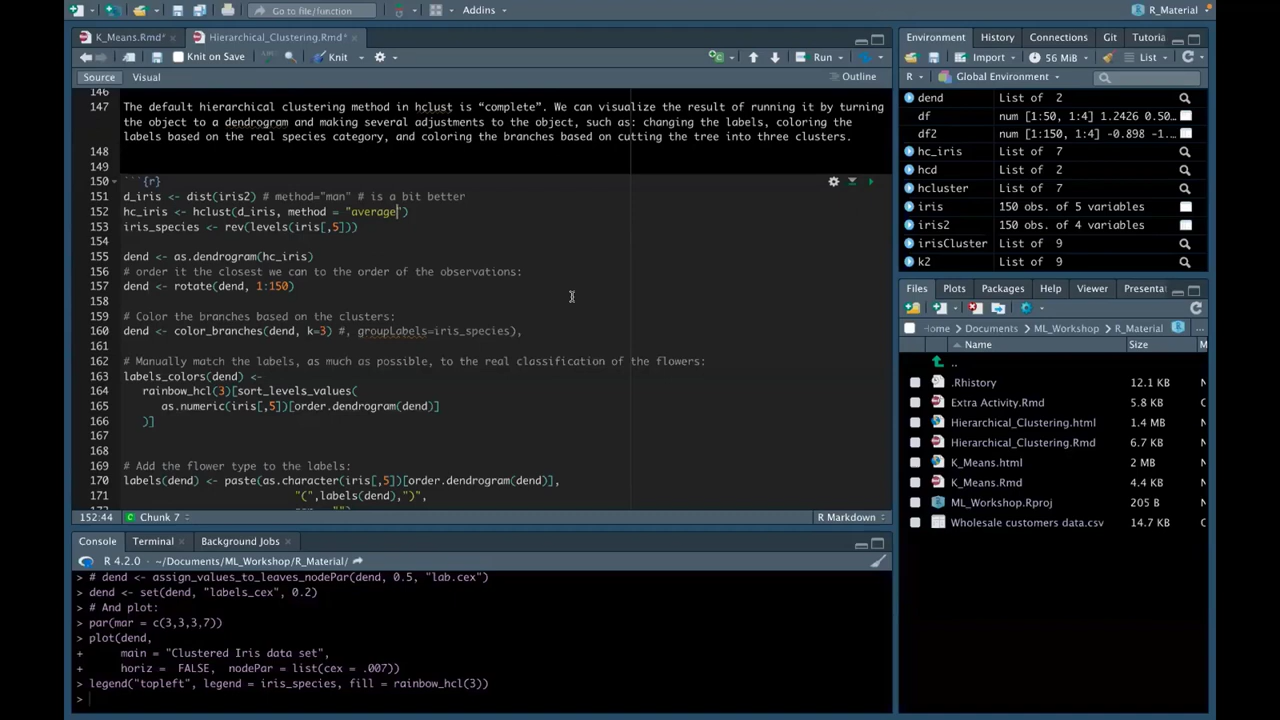 Go to file/function
Addins
R_Material
K_Means.Rmd*
Hierarchical_Clustering.Rmd*
Knit on Save
Knit
Run
Source
Visual
Outline
146
147 The default hierarchical clustering method in hclust is “complete”. We can visualize the result of running it by turning
the object to a dendrogram and making several adjustments to the object, such as: changing the labels, coloring the
labels based on the real species category, and coloring the branches based on cutting the tree into three clusters.
148
149
150 ```{r}
151 d_iris <- dist(iris2) # method="man" # is a bit better
152 hc_iris <- hclust(d_iris, method = "average")
153 iris_species <- rev(levels(iris[,5]))
154
155 dend <- as.dendrogram(hc_iris)
156 # order it the closest we can to the order of the observations:
157 dend <- rotate(dend, 1:150)
158
159 # Color the branches based on the clusters:
160 dend <- color_branches(dend, k=3) #, groupLabels=iris_species),
161
162 # Manually match the labels, as much as possible, to the real classification of the flowers:
163 labels_colors(dend) <-
164 rainbow_hcl(3)[sort_levels_values(
165 as.numeric(iris[,5])[order.dendrogram(dend)]
166 )]
167
168
169 # Add the flower type to the labels:
170 labels(dend) <- paste(as.character(iris[,5])[order.dendrogram(dend)],
171 "(",labels(dend),")",
152:44
Chunk 7
R Markdown
Console
Terminal
Background Jobs
R 4.2.0 · ~/Documents/ML_Workshop/R_Material/
> # dend <- assign_values_to_leaves_nodePar(dend, 0.5, "lab.cex")
> dend <- set(dend, "labels_cex", 0.2)
> # And plot:
> par(mar = c(3,3,3,7))
> plot(dend,
+ main = "Clustered Iris data set",
+ horiz = FALSE, nodePar = list(cex = .007))
> legend("topleft", legend = iris_species, fill = rainbow_hcl(3))
>
Environment
History
Connections
Git
Tutoria
Import
56 MiB
List
R
Global Environment
dend List of 2
df num [1:50, 1:4] 1.2426 0.50...
df2 num [1:150, 1:4] -0.898 -1...
hc_iris List of 7
hcd List of 2
hcluster List of 7
iris 150 obs. of 5 variables
iris2 150 obs. of 4 variables
irisCluster List of 9
k2 List of 9
Files
Plots
Packages
Help
Viewer
Presenta
Home
Documents
ML_Workshop
R_Material
...
Name
Size
M
..
.Rhistory 12.1 KB N
Extra Activity.Rmd 5.8 KB N
Hierarchical_Clustering.html 1.4 MB N
Hierarchical_Clustering.Rmd 6.7 KB N
K_Means.html 2 MB N
K_Means.Rmd 4.4 KB N
ML_Workshop.Rproj 205 B N
Wholesale customers data.csv 14.7 KB N